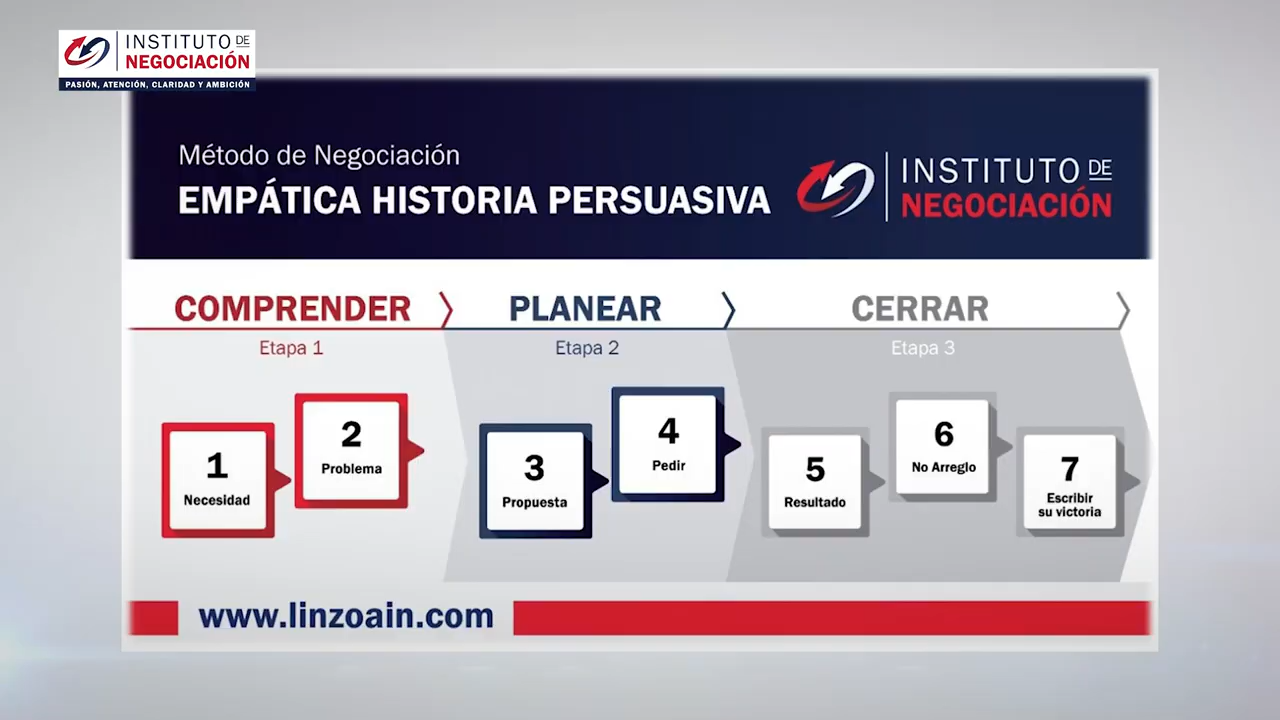 INSTITUTO DE
NEGOCIACIÓN
PASIÓN, ATENCIÓN, CLARIDAD Y AMBICIÓN
Método de Negociación
EMPÁTICA HISTORIA PERSUASIVA
INSTITUTO DE
NEGOCIACIÓN
COMPRENDER
Etapa 1
PLANEAR
Etapa 2
CERRAR
Etapa 3
1
Necesidad
2
Problema
3
Propuesta
4
Pedir
5
Resultado
6
No Arreglo
7
Escribir
su victoria
www.linzoain.com